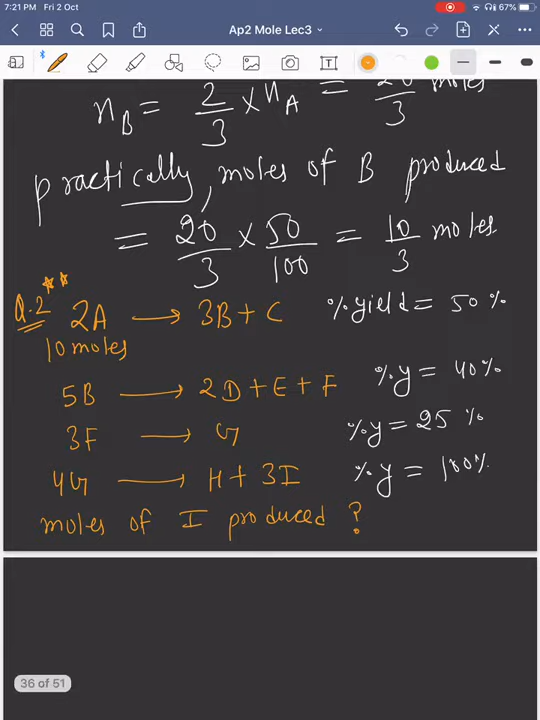 7:21 PM Fri 2 Oct 67%
Ap2 Mole Lec3
n_B = 2/3 × n_A = 20/3 moles
practically, moles of B produced
= 20/3 × 50/100 = 10/3 moles
Q.2 ** 2A → 3B + C %yield = 50 %
10 moles
5B → 2D + E + F %y = 40%
3F → G %y = 25 %
4G → H + 3I %y = 100%
moles of I produced ?
36 of 51